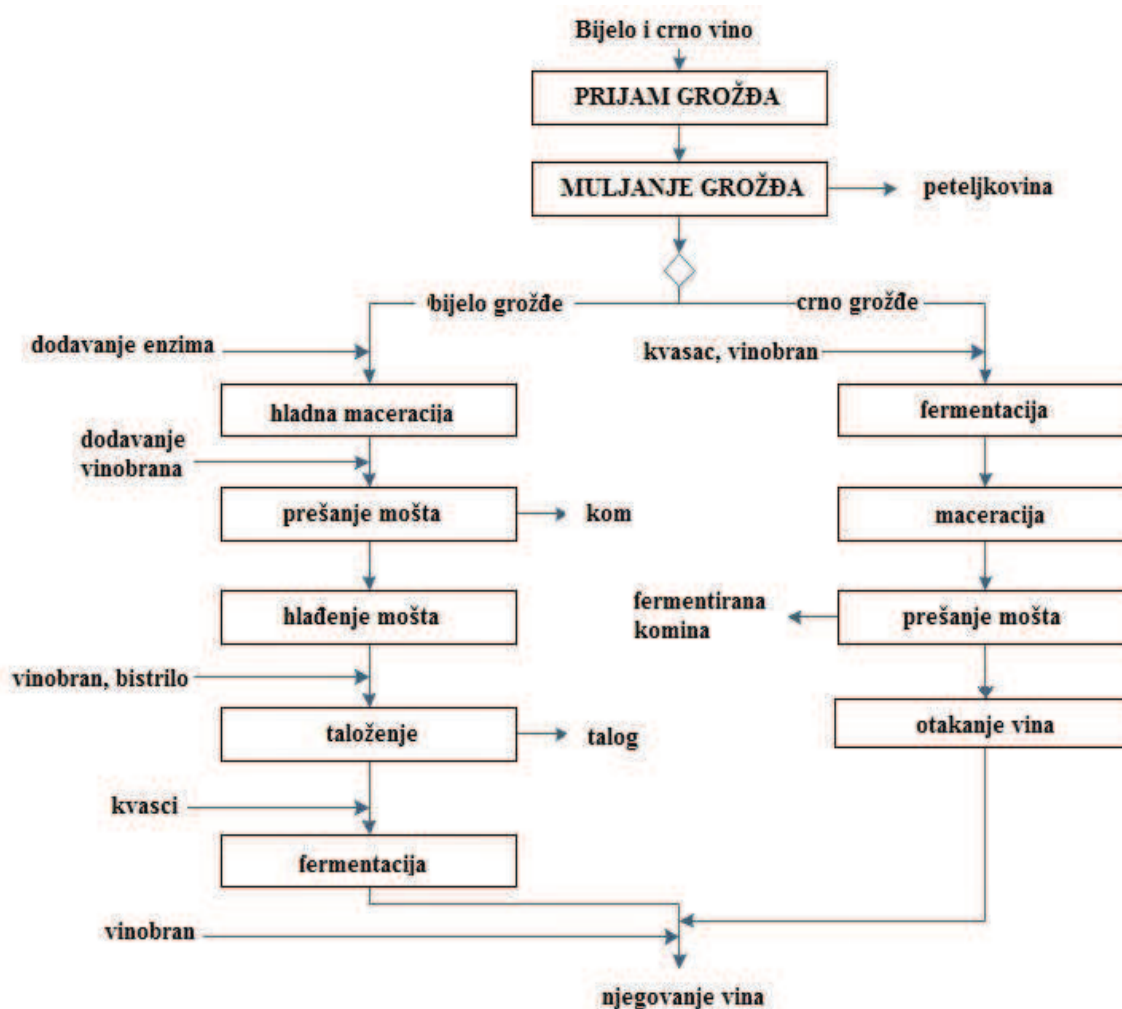 Bijelo i crno vino
PRIJAM GROŽĐA
MULJANJE GROŽĐA
peteljkovina
bijelo grožđe
crno grožđe
dodavanje enzima
kvasac, vinobran
hladna maceracija
fermentacija
dodavanje
vinobrana
prešanje mošta
kom
maceracija
hlađenje mošta
fermentirana
komina
prešanje mošta
vinobran, bistrilo
taloženje
talog
otakanje vina
kvasci
fermentacija
vinobran
njegovanje vina